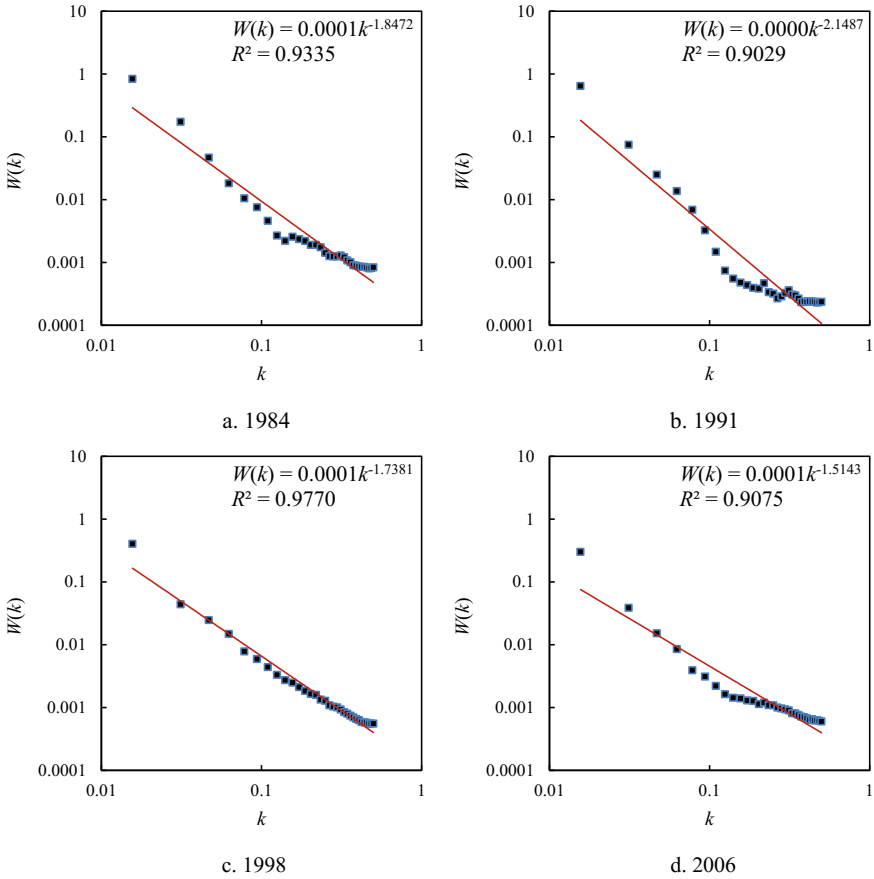 W(k) = 0.0001k^-1.8472
R² = 0.9335
10
1
0.1
0.01
0.001
0.0001
W(k)
0.01 0.1 1
k
a. 1984
W(k) = 0.0000k^-2.1487
R² = 0.9029
10
1
0.1
0.01
0.001
0.0001
W(k)
0.01 0.1 1
k
b. 1991
W(k) = 0.0001k^-1.7381
R² = 0.9770
10
1
0.1
0.01
0.001
0.0001
W(k)
0.01 0.1 1
k
c. 1998
W(k) = 0.0001k^-1.5143
R² = 0.9075
10
1
0.1
0.01
0.001
0.0001
W(k)
0.01 0.1 1
k
d. 2006